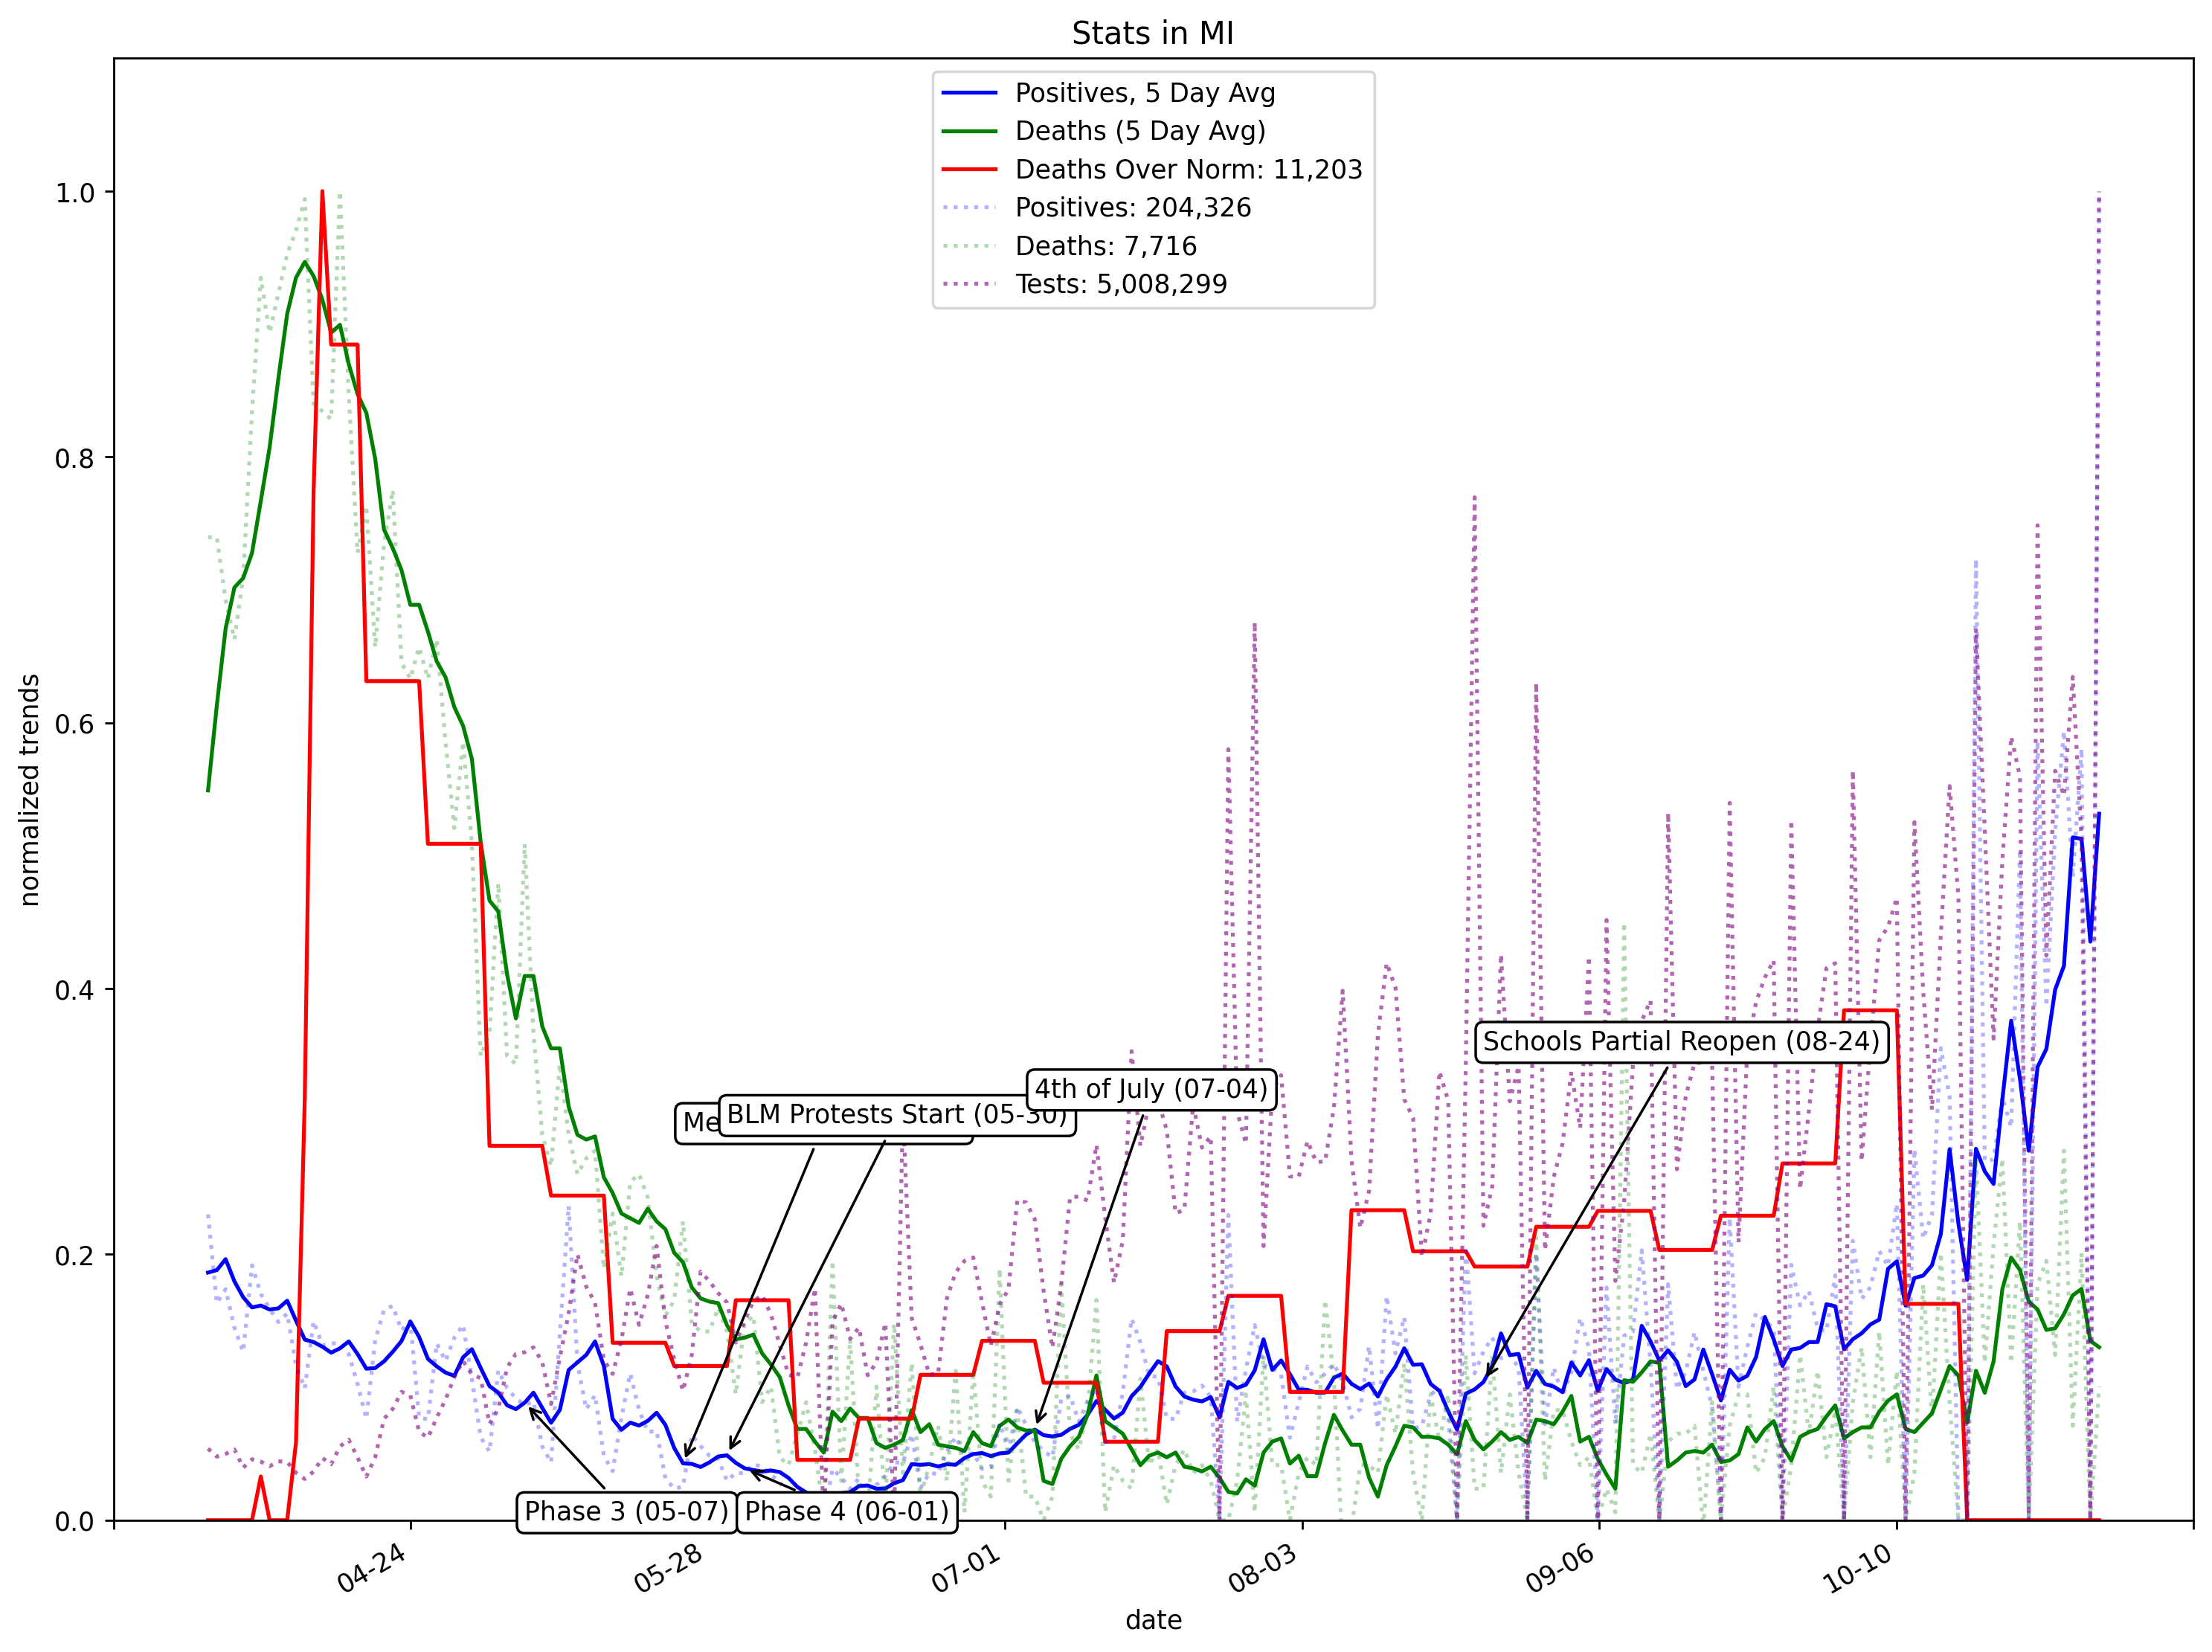 Stats in MI
Positives, 5 Day Avg
Deaths (5 Day Avg)
Deaths Over Norm: 11,203
Positives: 204,326
Deaths: 7,716
Tests: 5,008,299
1.0
0.8
0.6
0.4
0.2
0.0
normalized trends
Schools Partial Reopen (08-24)
4th of July (07-04)
BLM Protests Start (05-30)
Phase 3 (05-07)
Phase 4 (06-01)
04-24
05-28
07-01
08-03
09-06
10-10
date